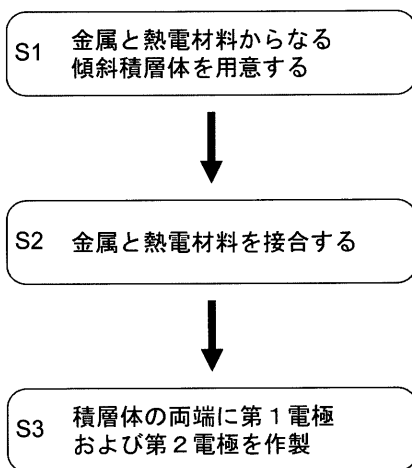 S1 金属と熱電材料からなる
傾斜積層体を用意する
S2 金属と熱電材料を接合する
S3 積層体の両端に第1電極
および第2電極を作製